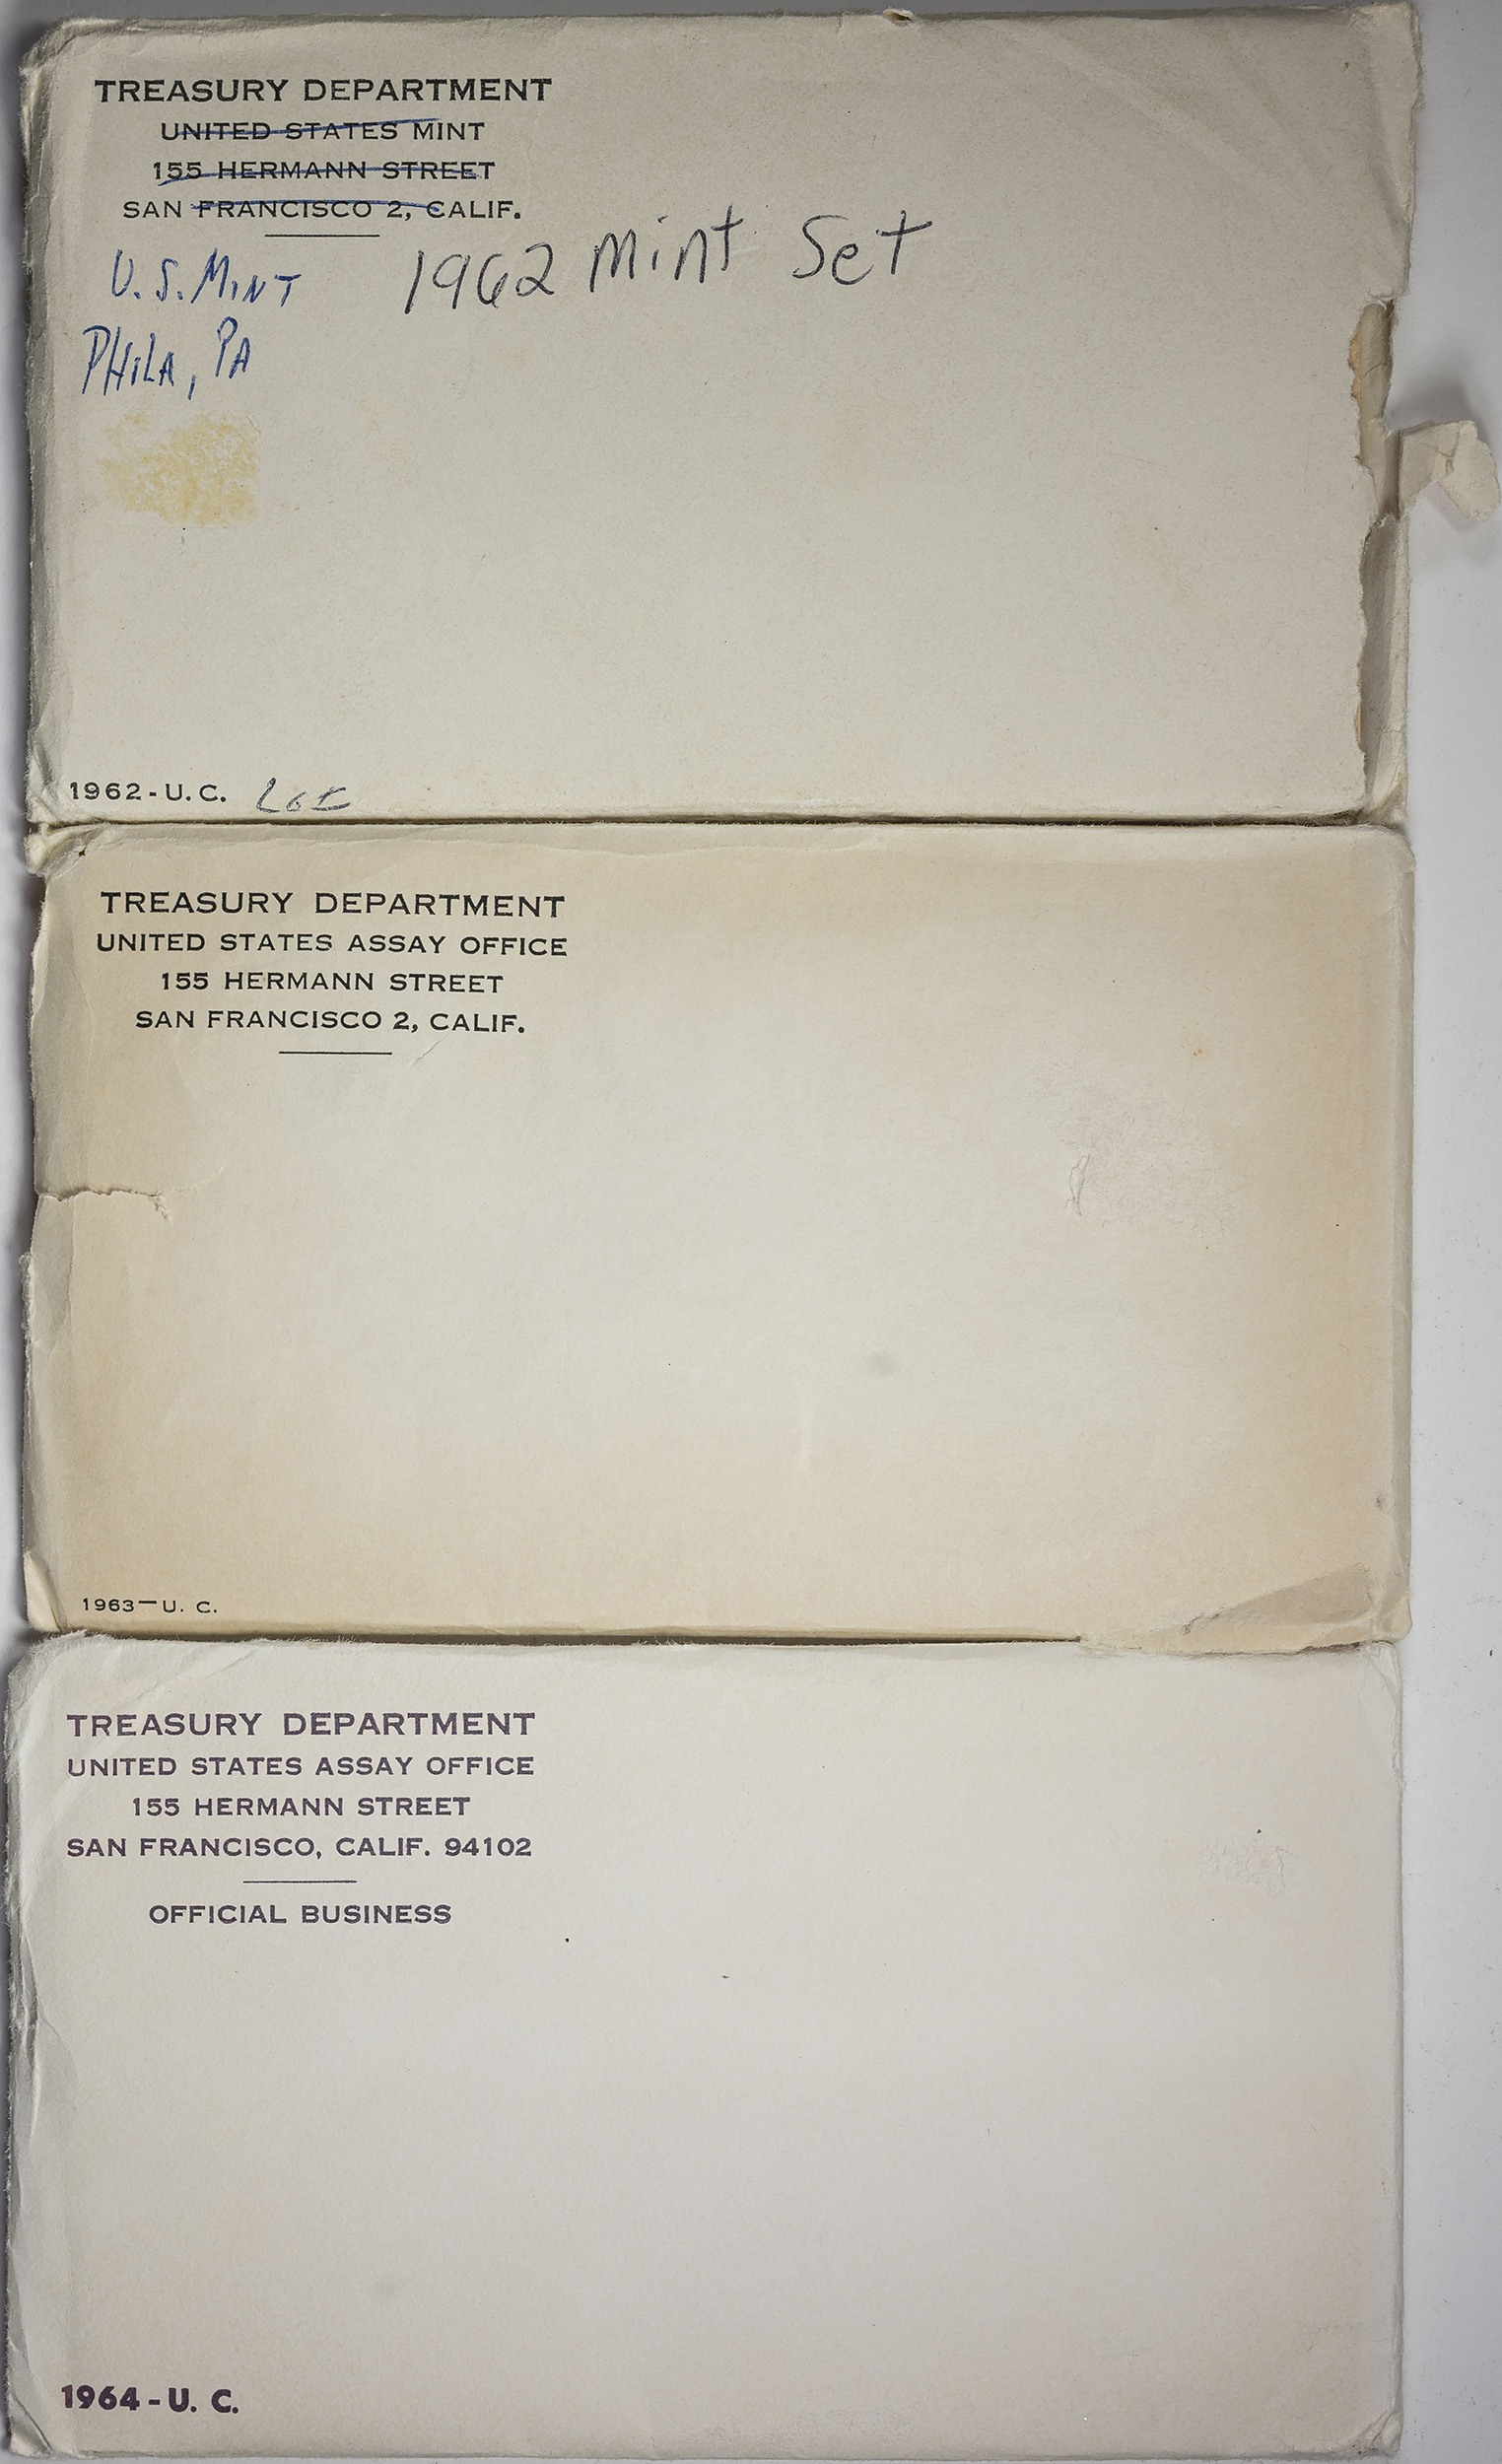 TREASURY DEPARTMENT
UNITED STATES MINT
155 HERMANN STREET
SAN FRANCISCO 2, CALIF.
U.S. MINT
PHILA, PA
1962 Mint Set
1962-U.C.
TREASURY DEPARTMENT
UNITED STATES ASSAY OFFICE
155 HERMANN STREET
SAN FRANCISCO 2, CALIF.
1963—U. C.
TREASURY DEPARTMENT
UNITED STATES ASSAY OFFICE
155 HERMANN STREET
SAN FRANCISCO, CALIF. 94102
OFFICIAL BUSINESS
1964-U. C.